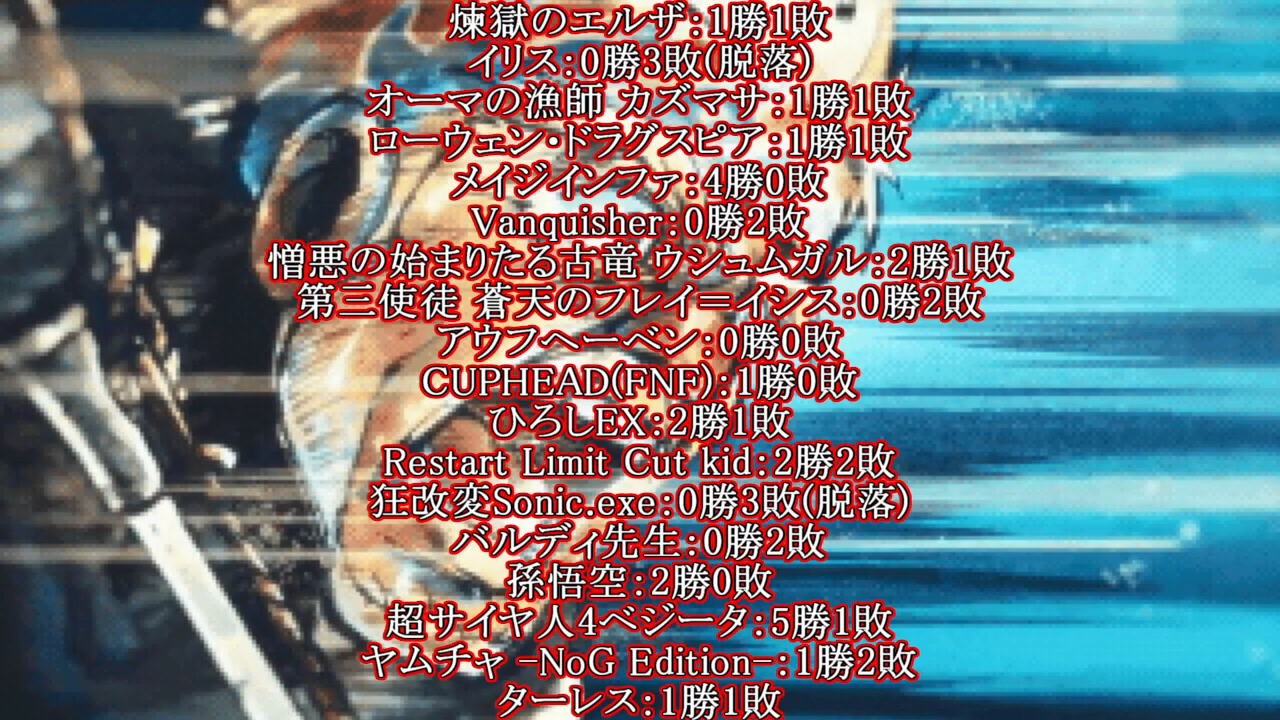 煉獄のエルザ:1勝1敗
イリス:0勝3敗(脱落)
オーマの漁師 カズマサ:1勝1敗
ローウェン・ドラグスピア:1勝1敗
メイジインファ:4勝0敗
Vanquisher:0勝2敗
憎悪の始まりたる古竜 ウシュムガル:2勝1敗
第三使徒 蒼天のフレイ=イシス:0勝2敗
アウフヘーベン:0勝0敗
CUPHEAD(FNF):1勝0敗
ひろしEX:2勝1敗
Restart Limit Cut kid:2勝2敗
狂改変Sonic.exe:0勝3敗(脱落)
バルディ先生:0勝2敗
孫悟空:2勝0敗
超サイヤ人4ベジータ:5勝1敗
ヤムチャ -NoG Edition-:1勝2敗
ターレス:1勝1敗